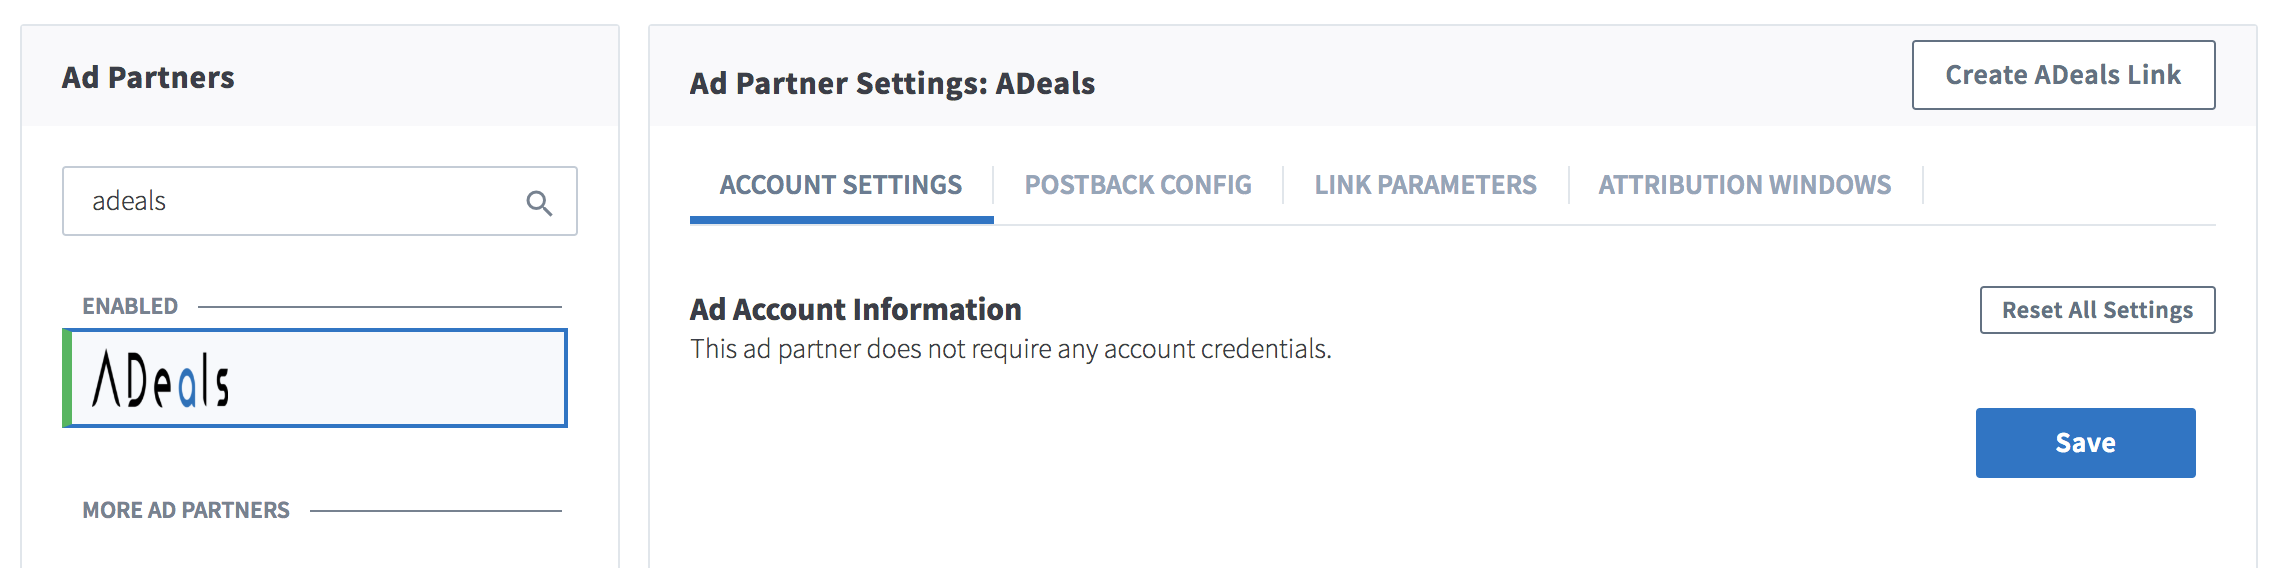 Ad Partners
adeals
ENABLED
ADeals
MORE AD PARTNERS
Ad Partner Settings: ADeals
Create ADeals Link
ACCOUNT SETTINGS
POSTBACK CONFIG
LINK PARAMETERS
ATTRIBUTION WINDOWS
Ad Account Information
Reset All Settings
This ad partner does not require any account credentials.
Save